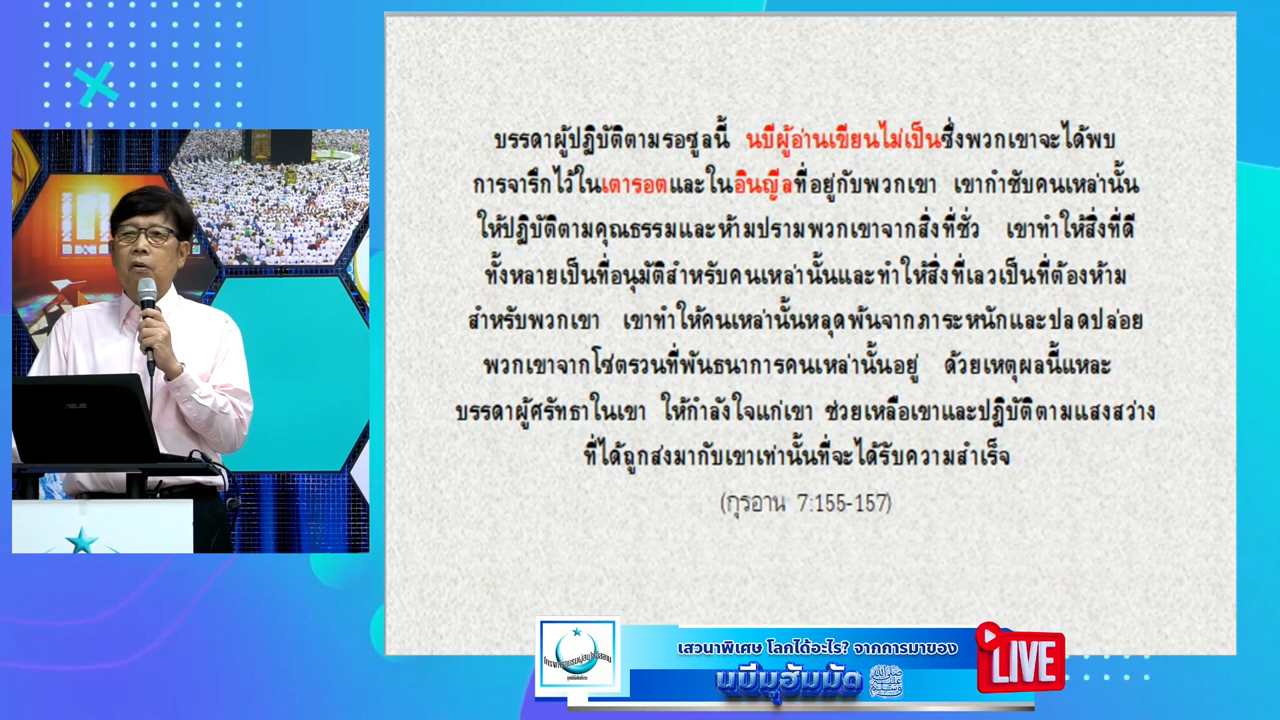 บรรดาผู้ปฏิบัติตามรอซูลนี้ นบีผู้อ่านเขียนไม่เป็นซึ่งพวกเขาจะได้พบ
การจารึกไว้ในเตารอตและในอินญีลที่อยู่กับพวกเขา เขากำชับคนเหล่านั้น
ให้ปฏิบัติตามคุณธรรมและห้ามปรามพวกเขาจากสิ่งที่ชั่ว เขาทำให้สิ่งที่ดี
ทั้งหลายเป็นที่อนุมัติสำหรับคนเหล่านั้นและทำให้สิ่งที่เลวเป็นที่ต้องห้าม
สำหรับพวกเขา เขาทำให้คนเหล่านั้นหลุดพ้นจากภาระหนักและปลดปล่อย
พวกเขาจากโซ่ตรวนที่พันธนาการคนเหล่านั้นอยู่ ด้วยเหตุผลนี้แหละ
บรรดาผู้ศรัทธาในเขา ให้กำลังใจแก่เขา ช่วยเหลือเขาและปฏิบัติตามแสงสว่าง
ที่ได้ถูกส่งมากับเขาเท่านั้นที่จะได้รับความสำเร็จ
(กุรอาน 7:155-157)
ASUS
เสวนาพิเศษ โลกได้อะไร? จากการมาของ
นบีมุฮัมมัด
LIVE